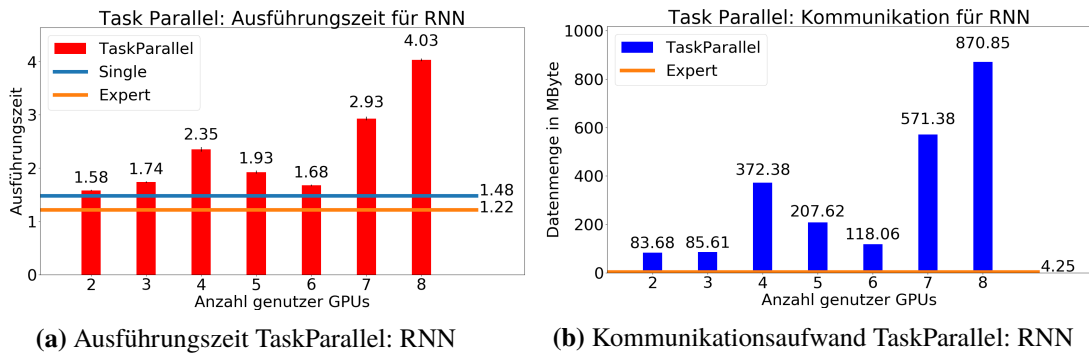 Task Parallel: Ausführungszeit für RNN
TaskParallel
Single
Expert
Ausführungszeit
4
3
2
1
0
1.58
1.74
2.35
1.93
1.68
2.93
4.03
1.48
1.22
2 3 4 5 6 7 8
Anzahl genutzer GPUs
(a) Ausführungszeit TaskParallel: RNN
Task Parallel: Kommunikation für RNN
TaskParallel
Expert
Datenmenge in MByte
1000
800
600
400
200
0
83.68
85.61
372.38
207.62
118.06
571.38
870.85
4.25
2 3 4 5 6 7 8
Anzahl genutzer GPUs
(b) Kommunikationsaufwand TaskParallel: RNN